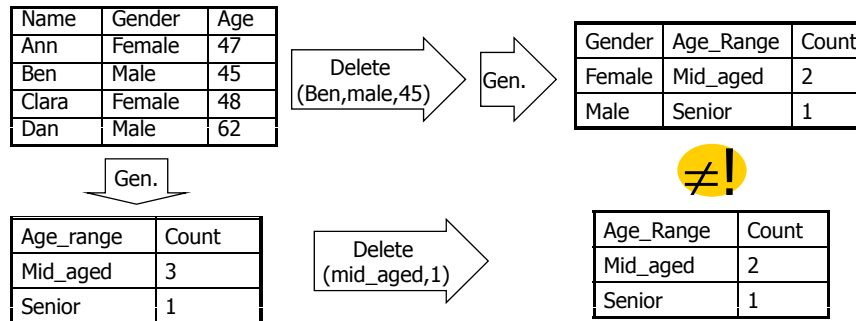 Name Gender Age
Ann Female 47
Ben Male 45
Clara Female 48
Dan Male 62
Delete
(Ben,male,45)
Gen.
Gender Age_Range Count
Female Mid_aged 2
Male Senior 1
Gen.
≠!
Age_range Count
Mid_aged 3
Senior 1
Delete
(mid_aged,1)
Age_Range Count
Mid_aged 2
Senior 1